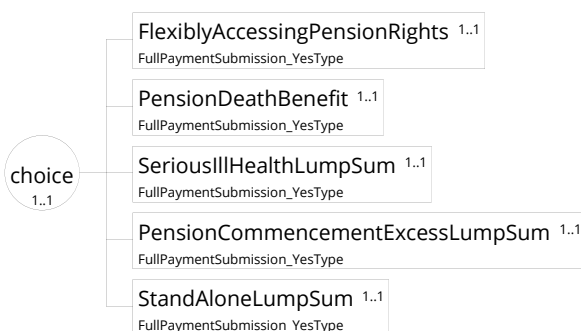 FlexiblyAccessingPensionRights 1..1
FullPaymentSubmission_YesType
PensionDeathBenefit 1..1
FullPaymentSubmission_YesType
choice
1..1
SeriousIllHealthLumpSum 1..1
FullPaymentSubmission_YesType
PensionCommencementExcessLumpSum 1..1
FullPaymentSubmission_YesType
StandAloneLumpSum 1..1
FullPaymentSubmission_YesType